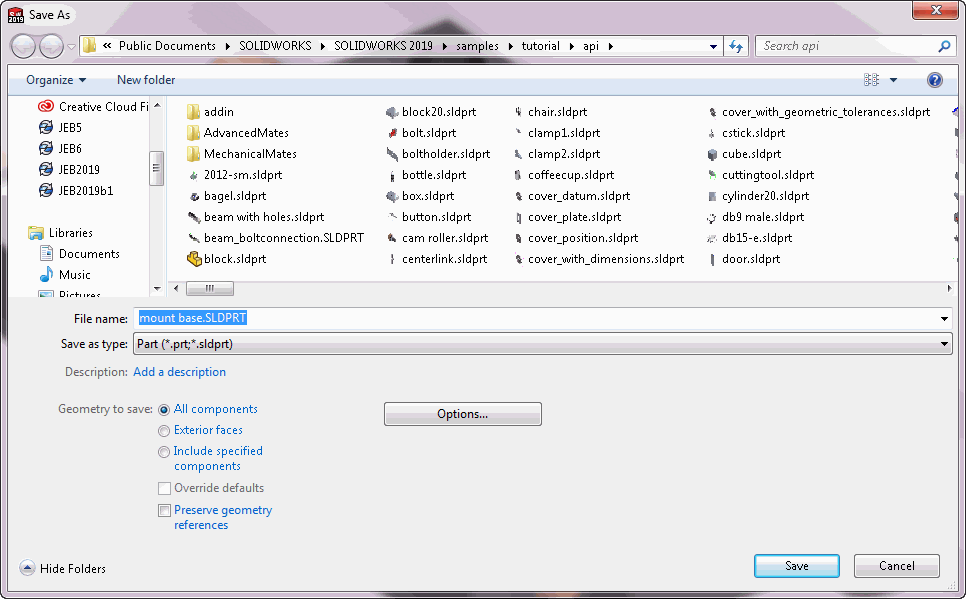 Save As
« Public Documents ▸ SOLIDWORKS ▸ SOLIDWORKS 2019 ▸ samples ▸ tutorial ▸ api ▸
Search api
Organize
New folder
Creative Cloud Fi
JEB5
JEB6
JEB2019
JEB2019b1
Libraries
Documents
Music
Pictures
addin
AdvancedMates
MechanicalMates
2012-sm.sldprt
bagel.sldprt
beam with holes.sldprt
beam_boltconnection.SLDPRT
block.sldprt
block20.sldprt
bolt.sldprt
boltholder.sldprt
bottle.sldprt
box.sldprt
button.sldprt
cam roller.sldprt
centerlink.sldprt
chair.sldprt
clamp1.sldprt
clamp2.sldprt
coffeecup.sldprt
cover_datum.sldprt
cover_plate.sldprt
cover_position.sldprt
cover_with_dimensions.sldprt
cover_with_geometric_tolerances.sldprt
cstick.sldprt
cube.sldprt
cuttingtool.sldprt
cylinder20.sldprt
db9 male.sldprt
db15-e.sldprt
door.sldprt
File name: mount base.SLDPRT
Save as type: Part (*.prt;*.sldprt)
Description: Add a description
Geometry to save: All components
Exterior faces
Include specified
components
Override defaults
Preserve geometry
references
Options...
Hide Folders
Save
Cancel